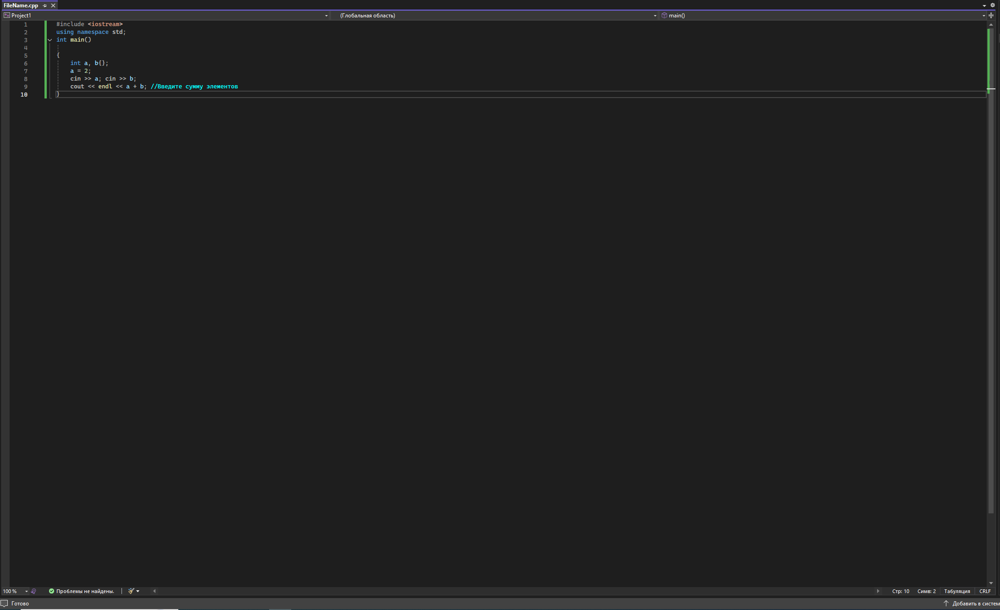 FileName.cpp
Project1 (Глобальная область) main()
1 #include <iostream>
2 using namespace std;
3 int main()
4
5 {
6 int a, b{};
7 a = 2;
8 cin >> a; cin >> b;
9 cout << endl << a + b; //Введите сумму элементов
10 }
100 % Проблемы не найдены. Стр: 10 Симв: 2 Табуляция CRLF
Готово Добавить в систем